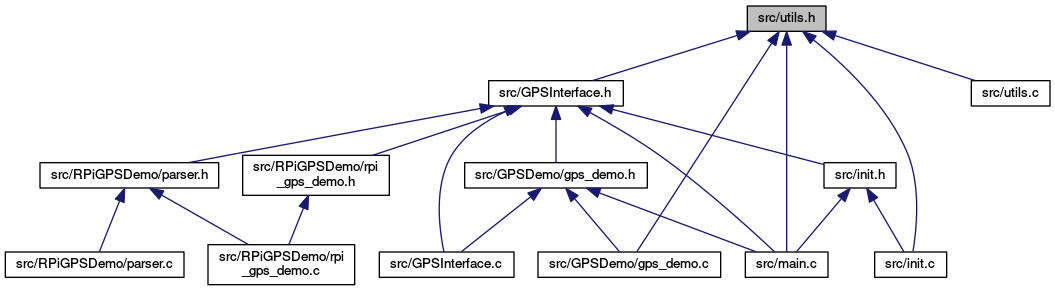 src/utils.h
src/GPSInterface.h
src/utils.c
src/RPiGPSDemo/parser.h
src/RPiGPSDemo/rpi
_gps_demo.h
src/GPSDemo/gps_demo.h
src/init.h
src/RPiGPSDemo/parser.c
src/RPiGPSDemo/rpi
_gps_demo.c
src/GPSInterface.c
src/GPSDemo/gps_demo.c
src/main.c
src/init.c